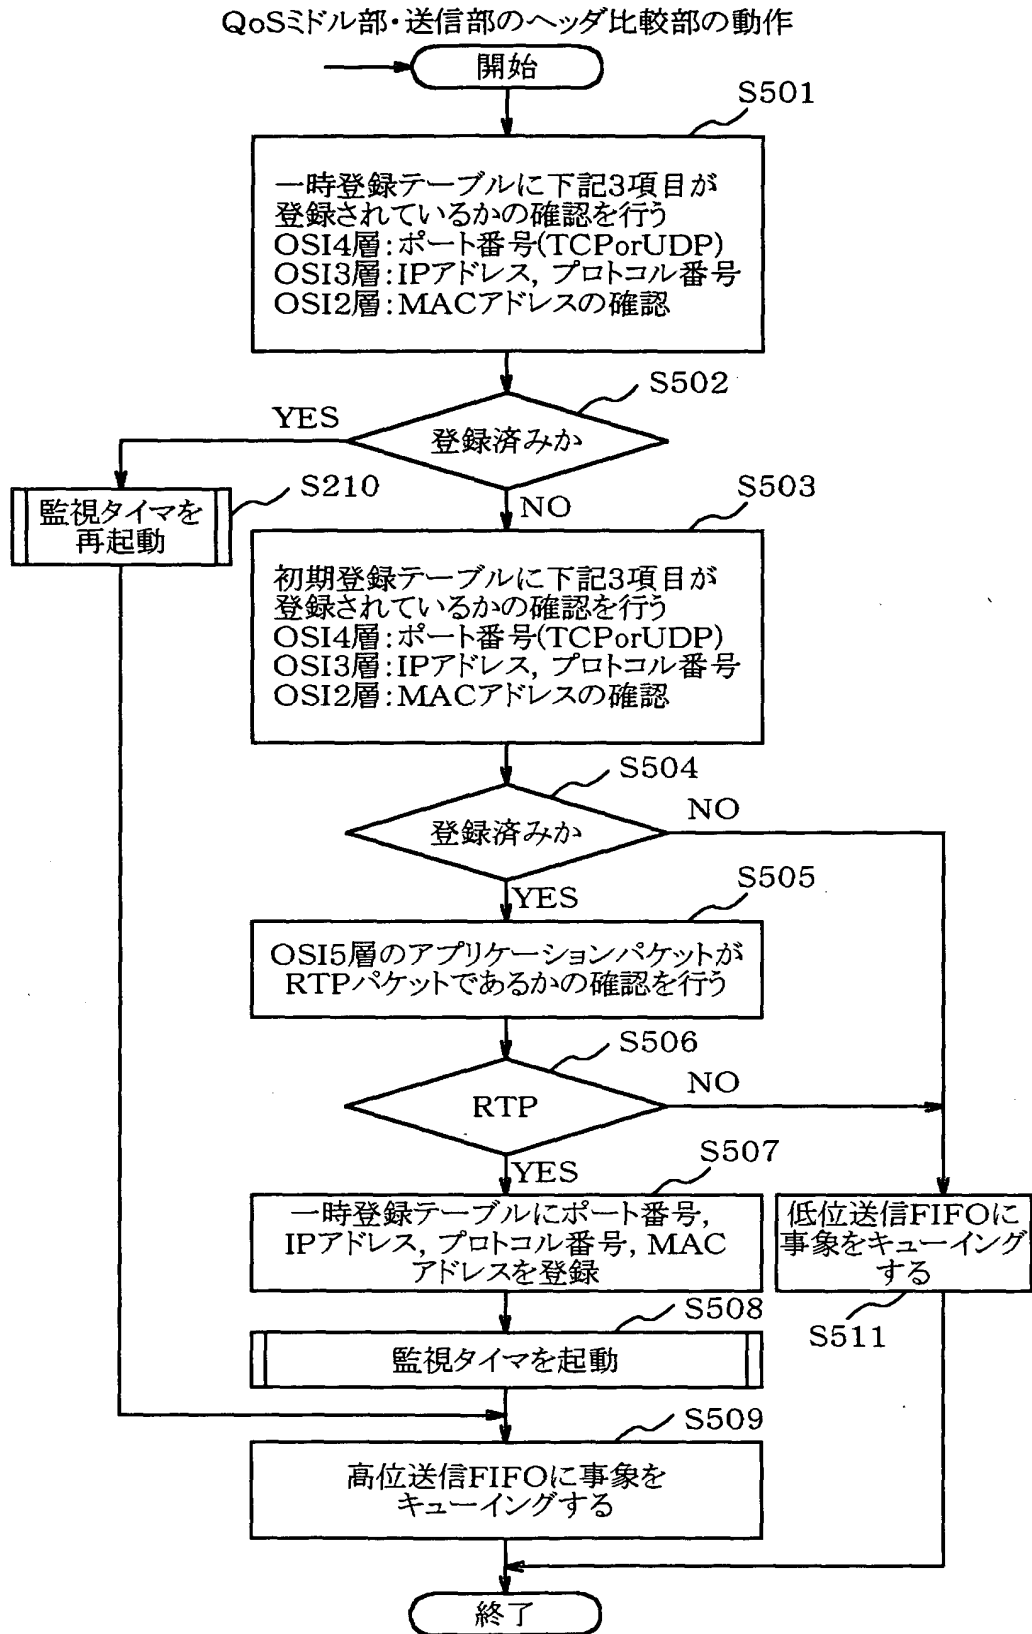 QoSミドル部・送信部のヘッダ比較部の動作
開始
S501
一時登録テーブルに下記3項目が
登録されているかの確認を行う
OSI4層:ポート番号(TCPorUDP)
OSI3層:IPアドレス, プロトコル番号
OSI2層:MACアドレスの確認
S502
YES
登録済みか
S210
監視タイマを
再起動
NO
S503
初期登録テーブルに下記3項目が
登録されているかの確認を行う
OSI4層:ポート番号(TCPorUDP)
OSI3層:IPアドレス, プロトコル番号
OSI2層:MACアドレスの確認
S504
NO
登録済みか
YES
S505
OSI5層のアプリケーションパケットが
RTPパケットであるかの確認を行う
S506
NO
RTP
YES
S507
一時登録テーブルにポート番号,
IPアドレス, プロトコル番号, MAC
アドレスを登録
低位送信FIFOに
事象をキューイング
する
S511
S508
監視タイマを起動
S509
高位送信FIFOに事象を
キューイングする
終了